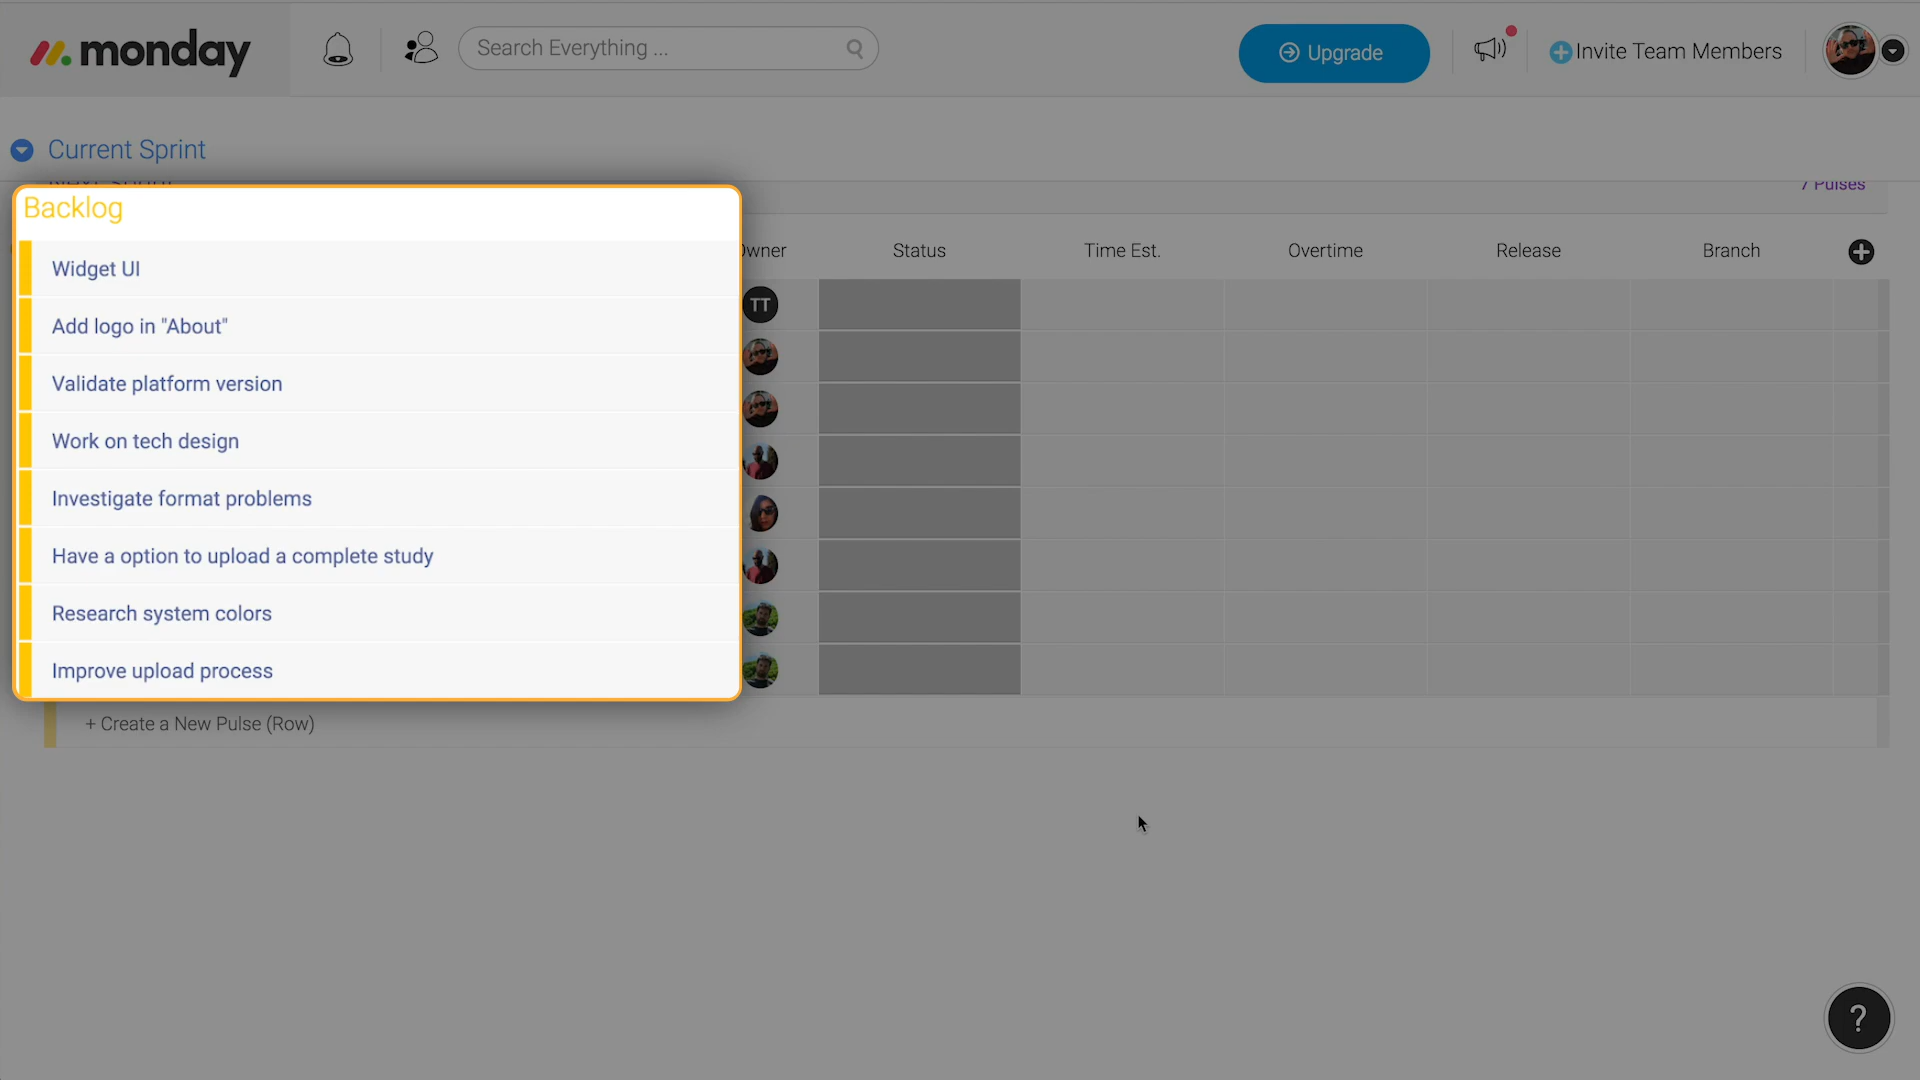 monday
Search Everything ...
Upgrade
Invite Team Members
Current Sprint
7 Pulses
Backlog
Owner
Status
Time Est.
Overtime
Release
Branch
Widget UI
TT
Add logo in "About"
Validate platform version
Work on tech design
Investigate format problems
Have a option to upload a complete study
Research system colors
Improve upload process
+ Create a New Pulse (Row)
?